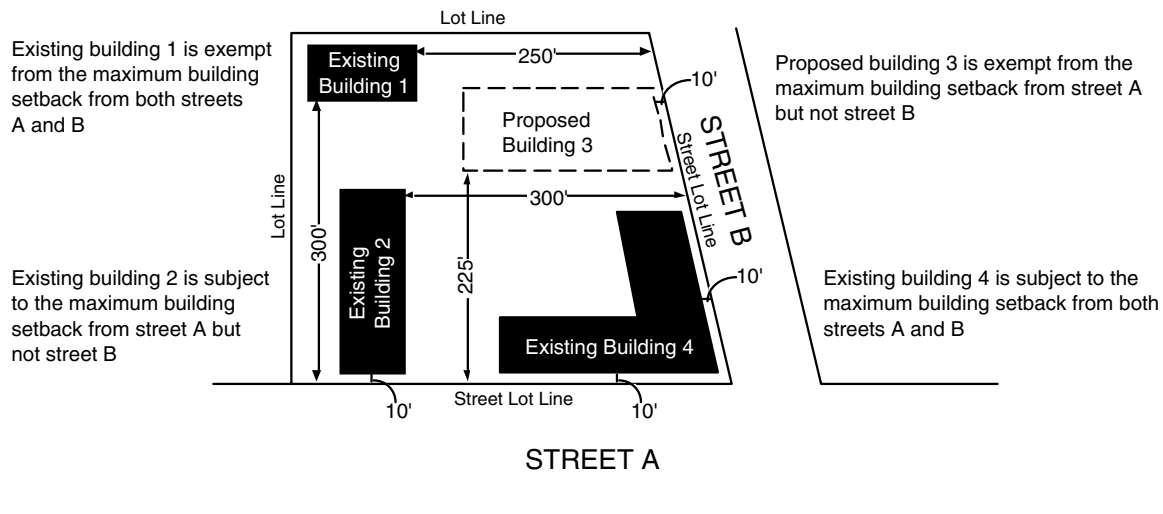 Lot Line
Existing building 1 is exempt
from the maximum building
setback from both streets
A and B
Existing
Building 1
250'
10'
Proposed building 3 is exempt from the
maximum building setback from street A
but not street B
Proposed
Building 3
STREET B
Street Lot Line
Lot Line
300'
300'
Existing
Building 2
225'
Existing building 2 is subject
to the maximum building
setback from street A but
not street B
10'
Existing building 4 is subject to the
maximum building setback from both
streets A and B
Existing Building 4
10'
Street Lot Line
10'
STREET A